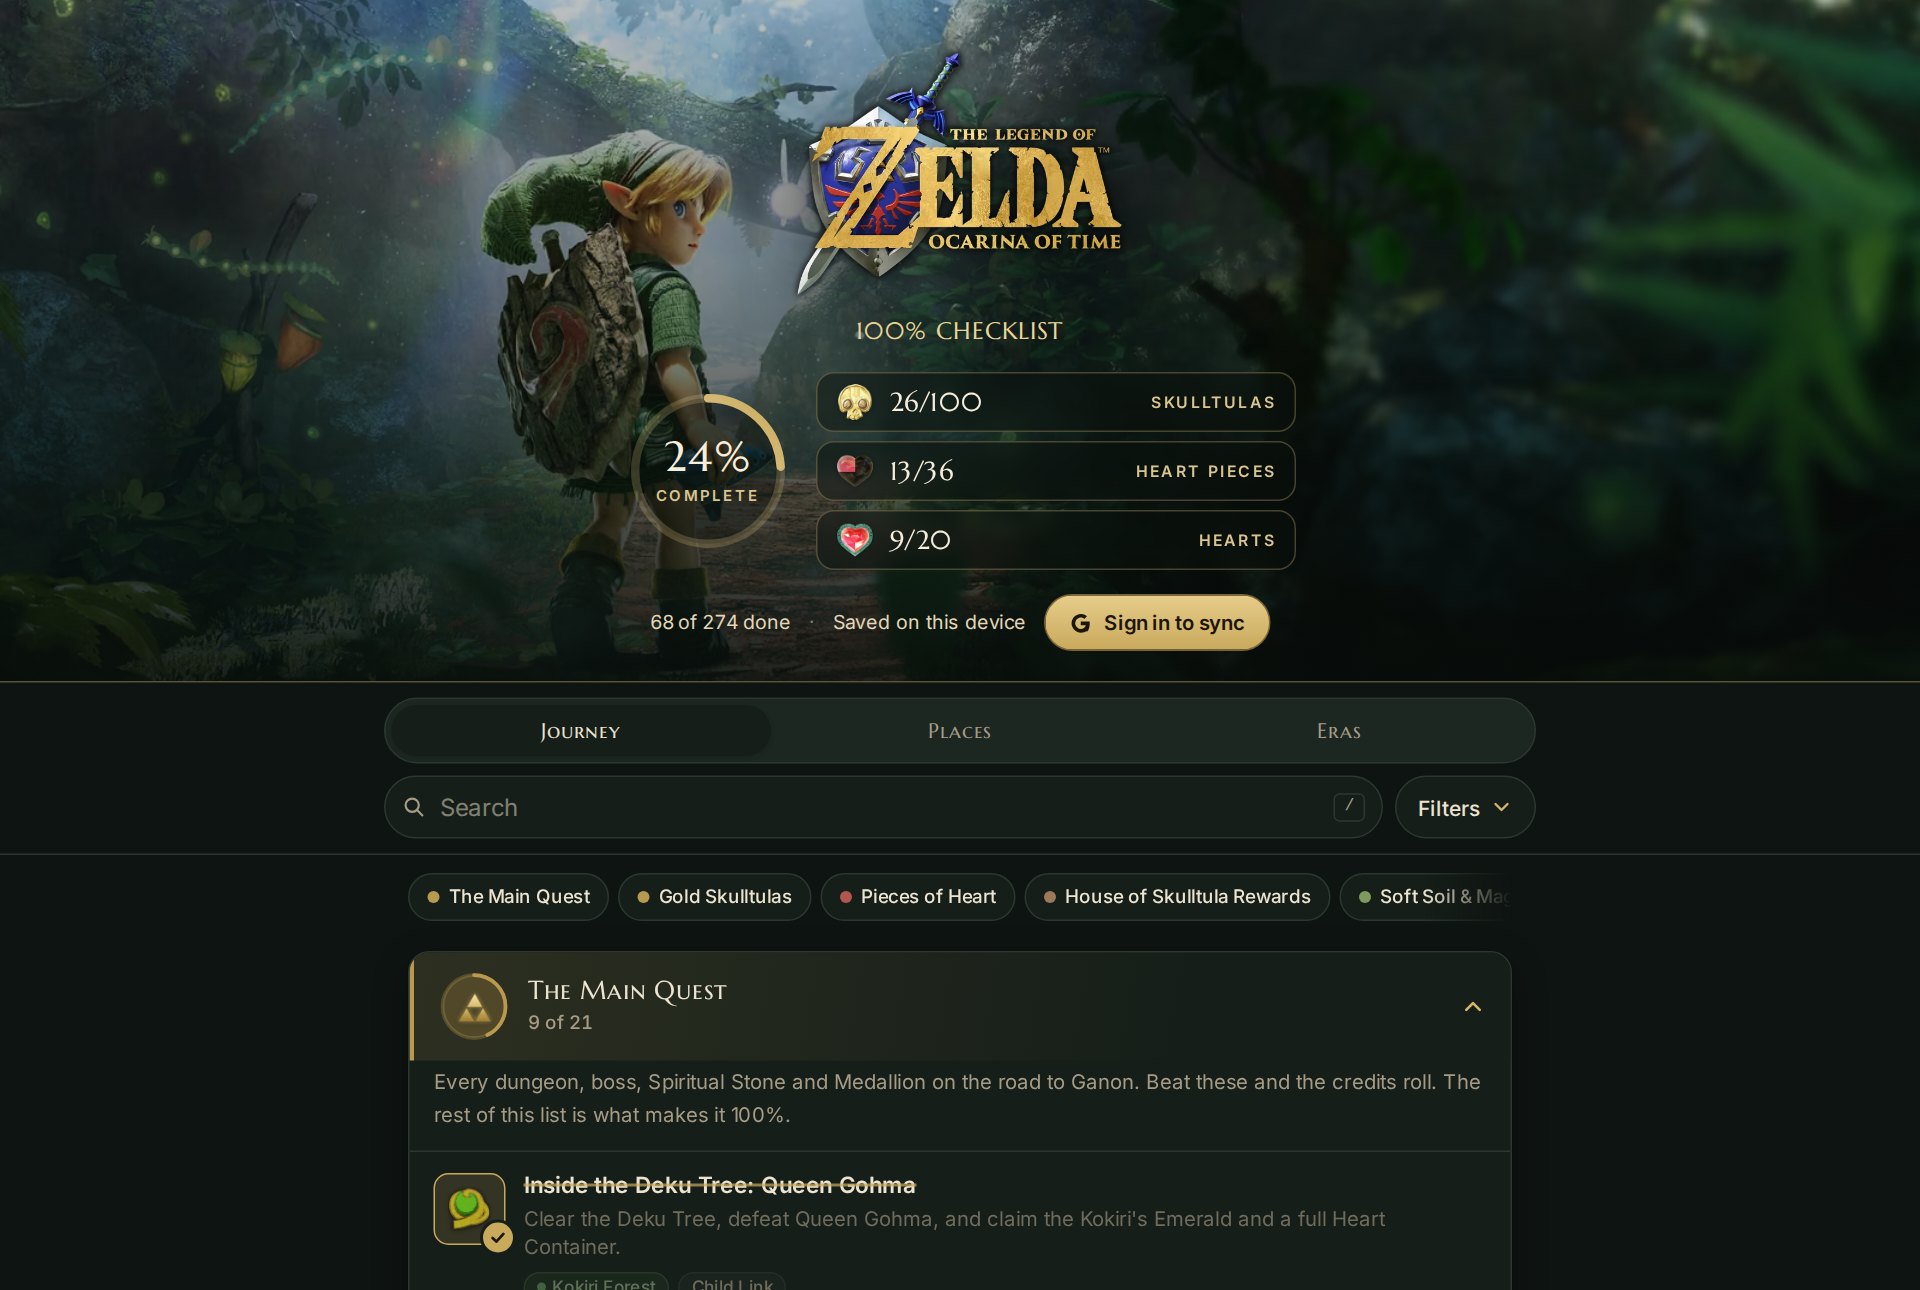 THE LEGEND OF
ZELDA™
OCARINA OF TIME
100% CHECKLIST
24%
COMPLETE
26/100 SKULLTULAS
13/36 HEART PIECES
9/20 HEARTS
68 of 274 done · Saved on this device G Sign in to sync
Journey Places Eras
Search / Filters
The Main Quest Gold Skulltulas Pieces of Heart House of Skulltula Rewards Soft Soil &
The Main Quest
9 of 21
Every dungeon, boss, Spiritual Stone and Medallion on the road to Ganon. Beat these and the credits roll. The
rest of this list is what makes it 100%.
Inside the Deku Tree: Queen Gohma
Clear the Deku Tree, defeat Queen Gohma, and claim the Kokiri's Emerald and a full Heart
Container.
Kokiri Forest Child Link